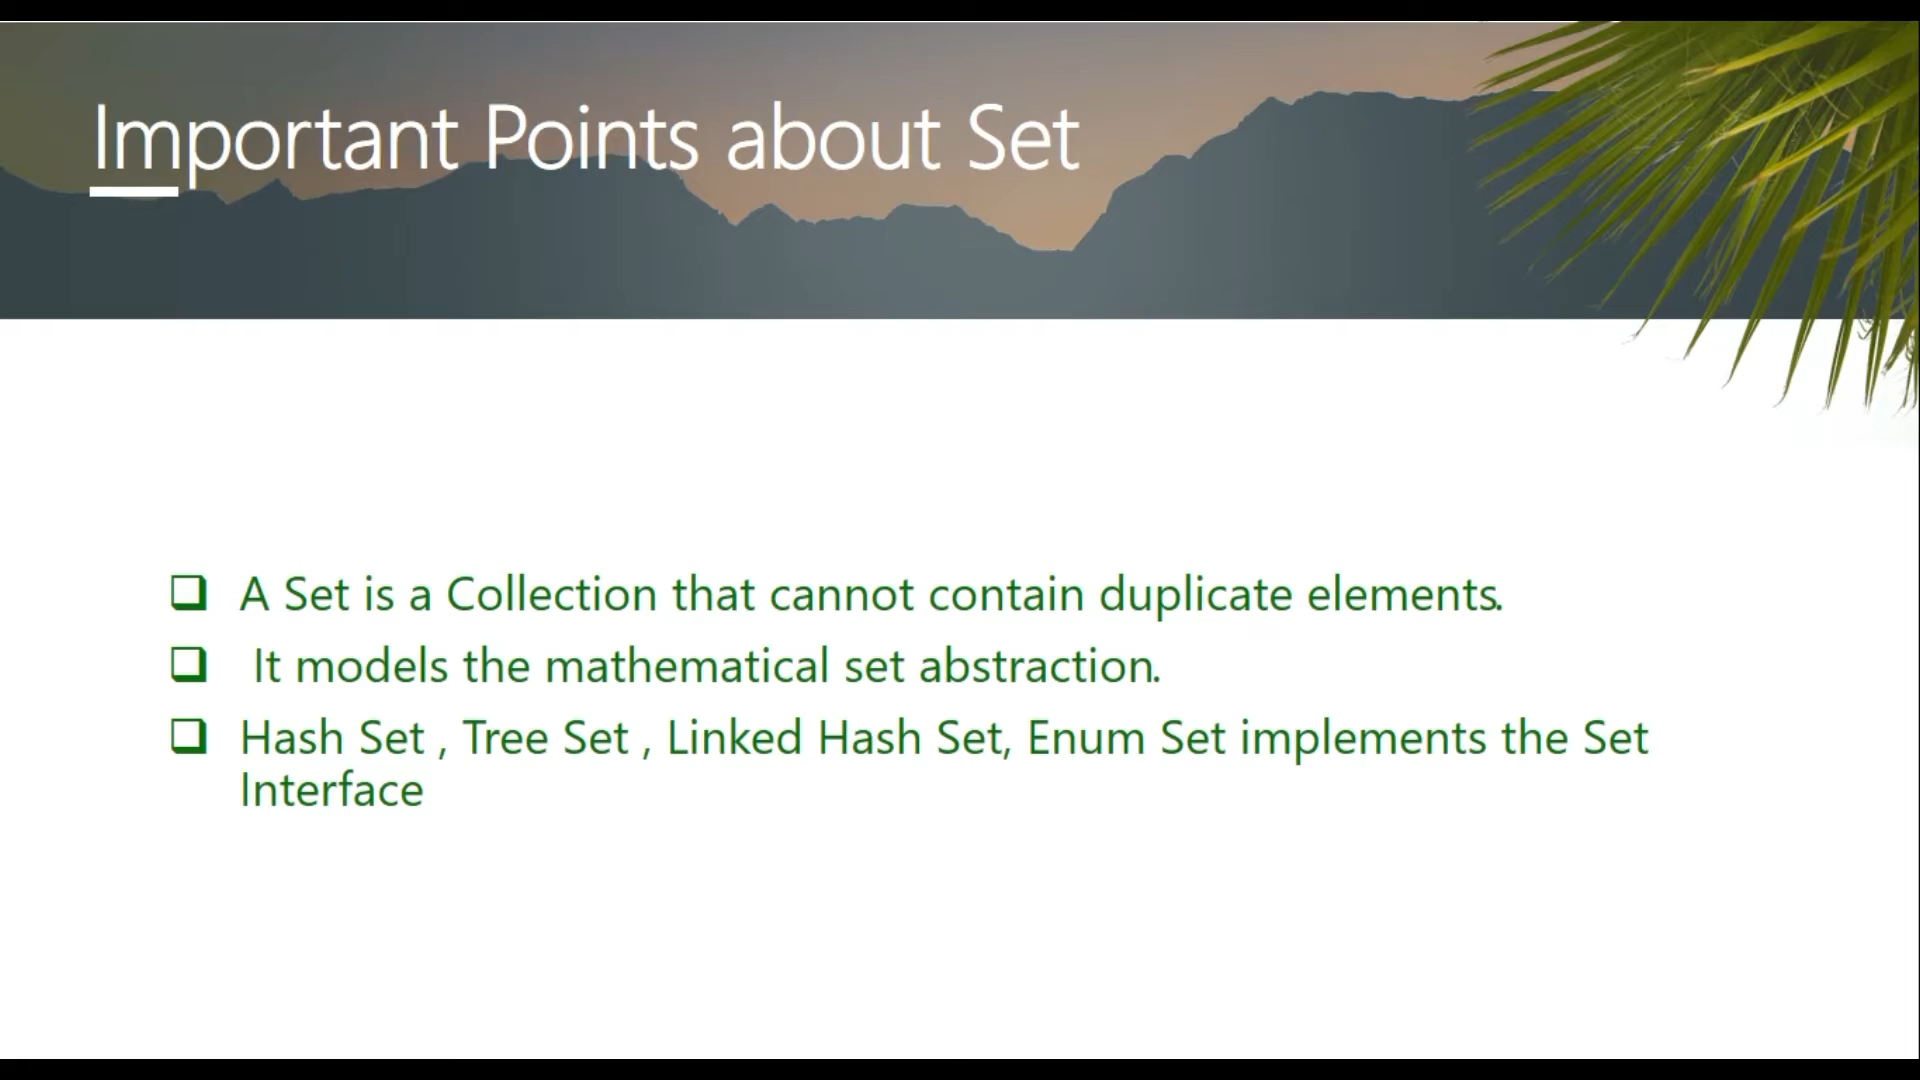 Important Points about Set
A Set is a Collection that cannot contain duplicate elements.
It models the mathematical set abstraction.
Hash Set , Tree Set , Linked Hash Set, Enum Set implements the Set
Interface